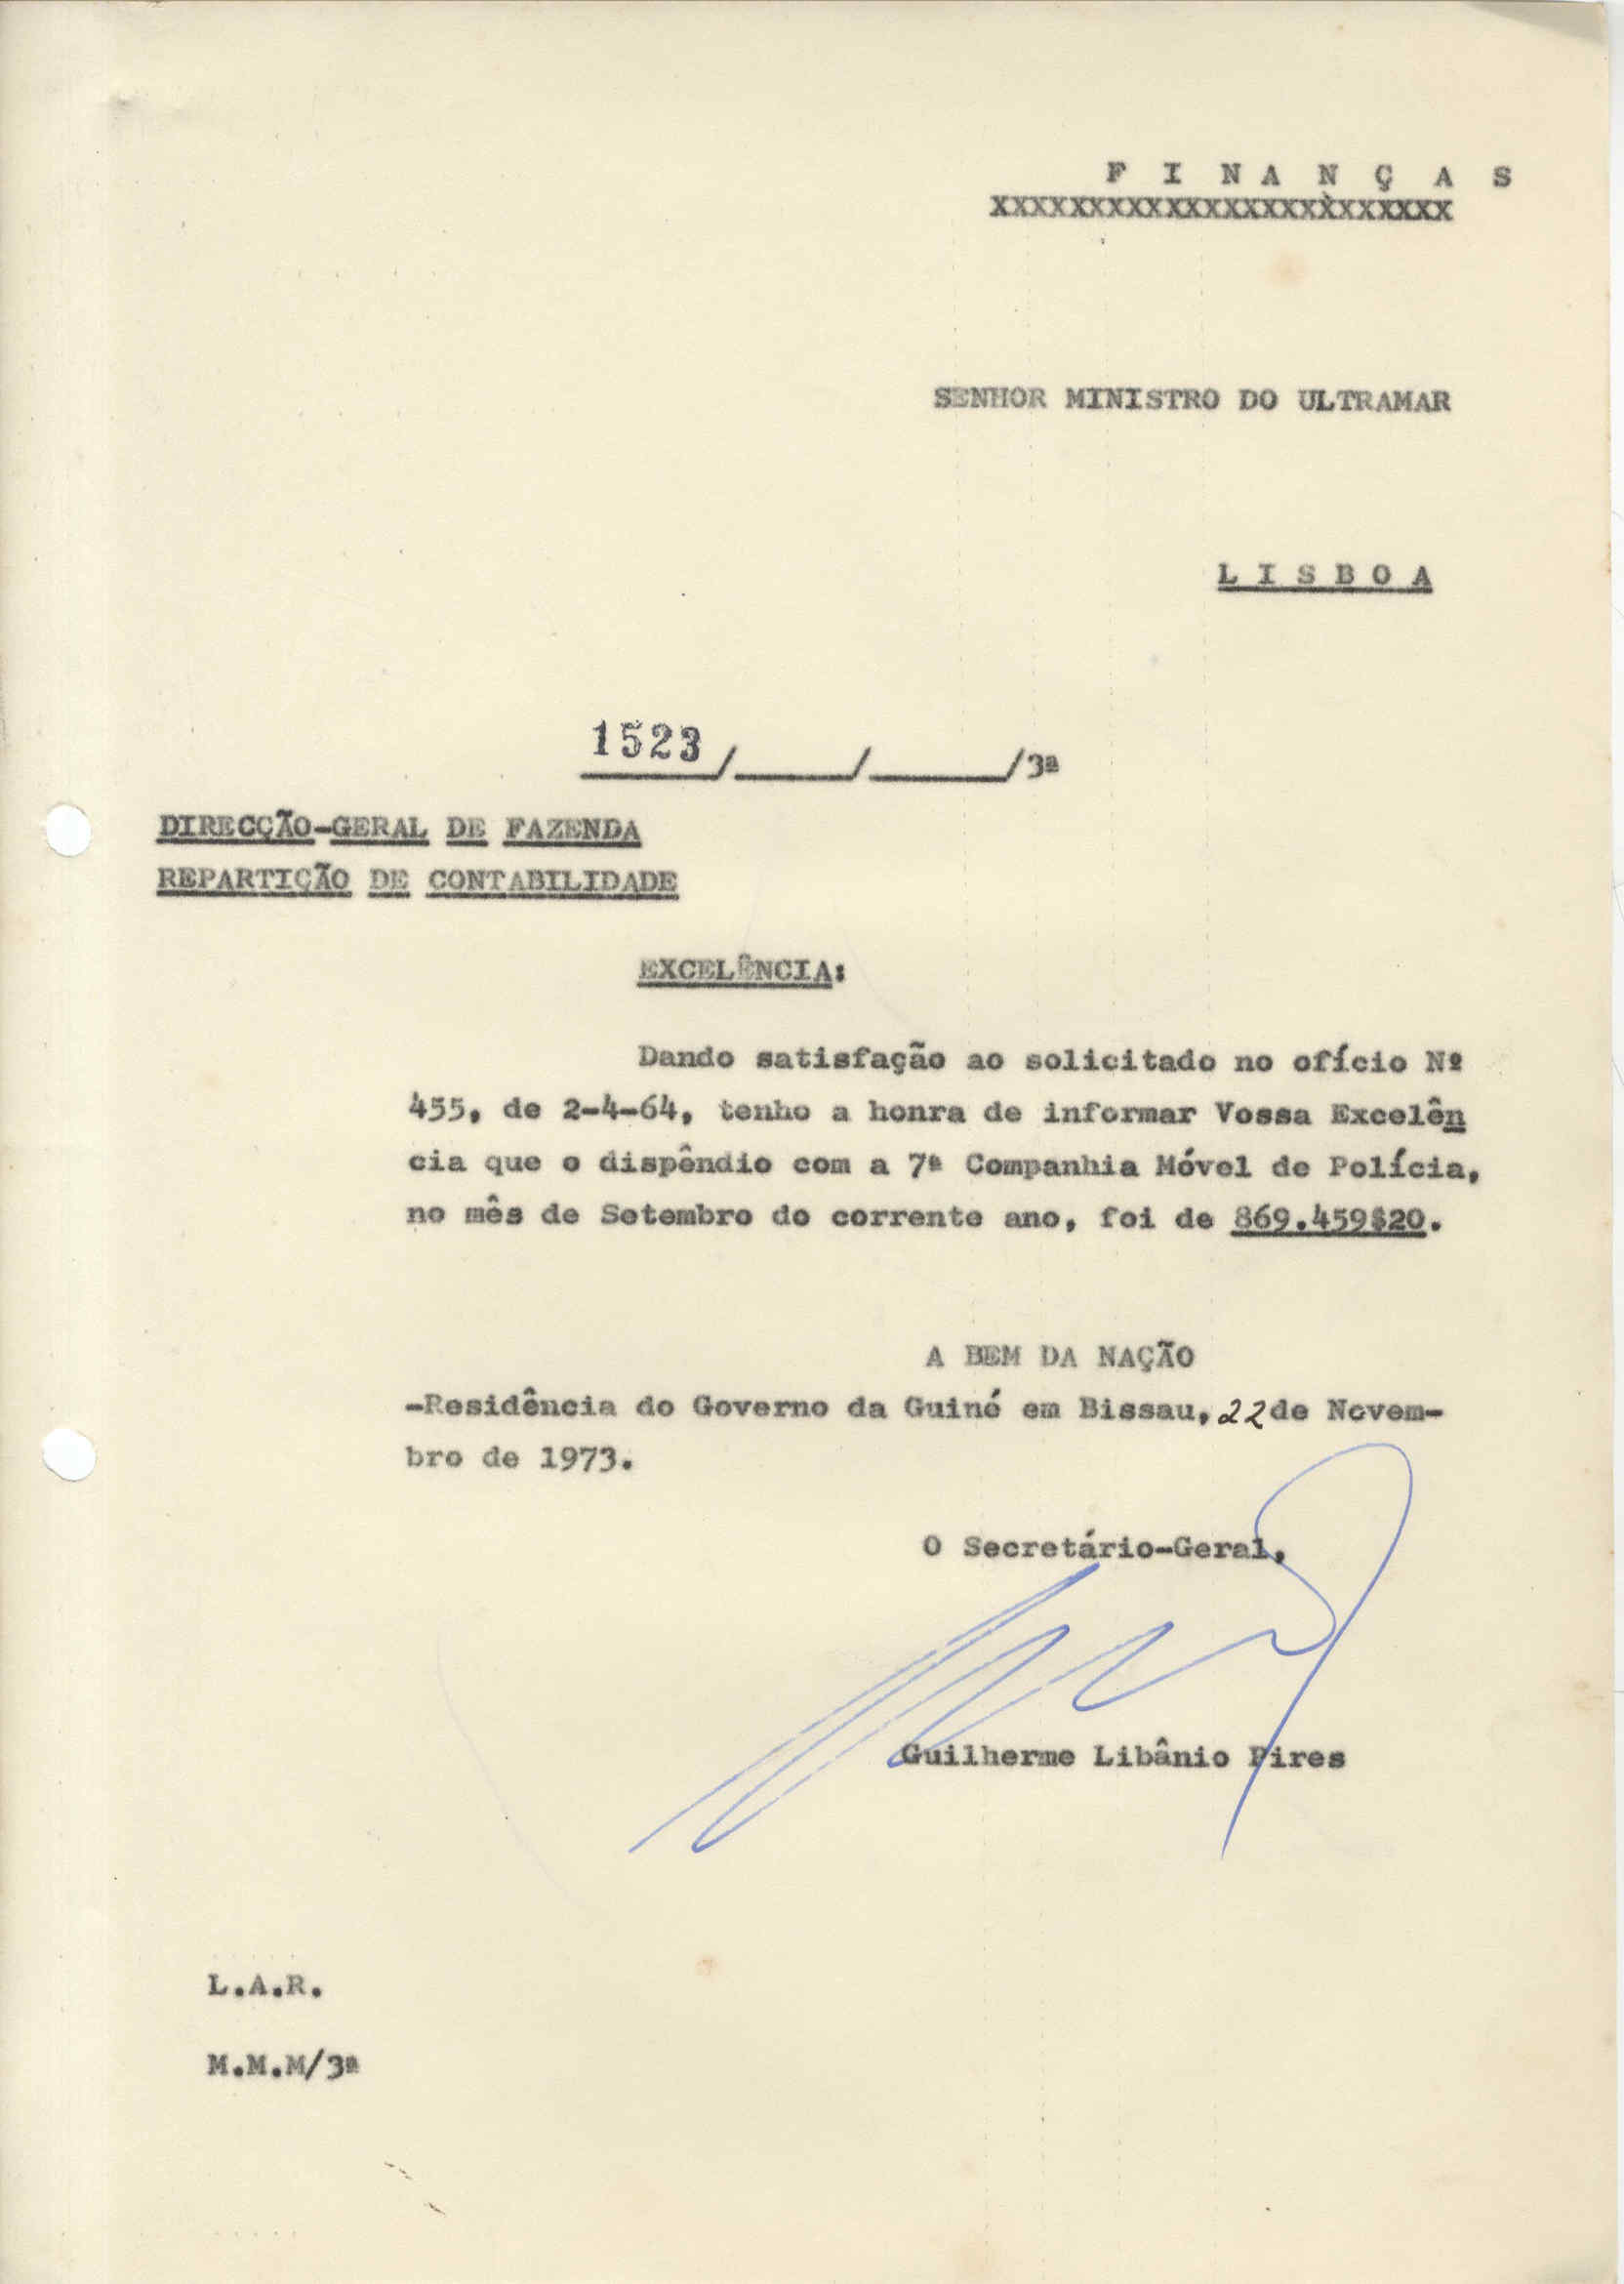 F I N A N Ç A S
XXXXXXXXXXXXXXXXXXXXXXXX
SENHOR MINISTRO DO ULTRAMAR
L I S B O A
1523/______/______/3ª
DIRECÇÃO-GERAL DE FAZENDA
REPARTIÇÃO DE CONTABILIDADE
EXCELÊNCIA:
Dando satisfação ao solicitado no ofício Nº
455, de 2-4-64, tenho a honra de informar Vossa Excelên
cia que o dispêndio com a 7ª Companhia Móvel de Polícia,
no mês de Setembro do corrente ano, foi de 869.459$20.
A BEM DA NAÇÃO
-Residência do Governo da Guiné em Bissau, 22 de Novem-
bro de 1973.
O Secretário-Geral,
Guilherme Libânio Pires
L.A.R.
M.M.M/3ª